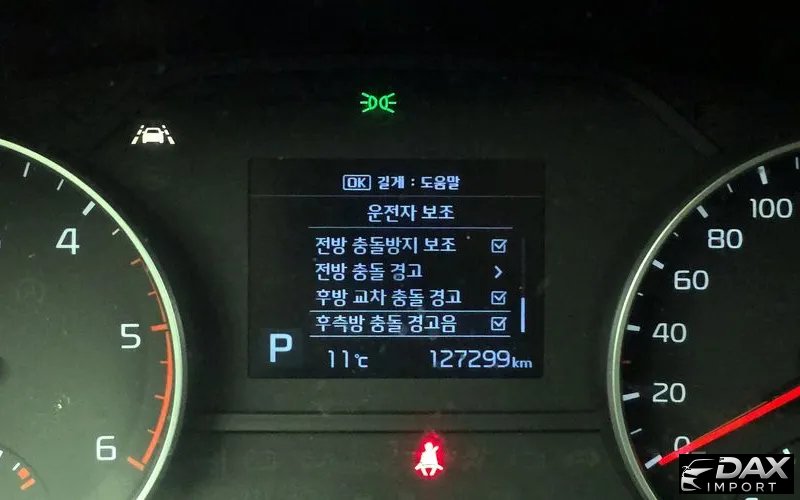 OK 길게 : 도움말
운전자 보조
전방 충돌방지 보조
전방 충돌 경고
후방 교차 충돌 경고
후측방 충돌 경고음
P
11℃
127299km
4
5
6
100
80
60
40
20
0
DAX
IMPORT